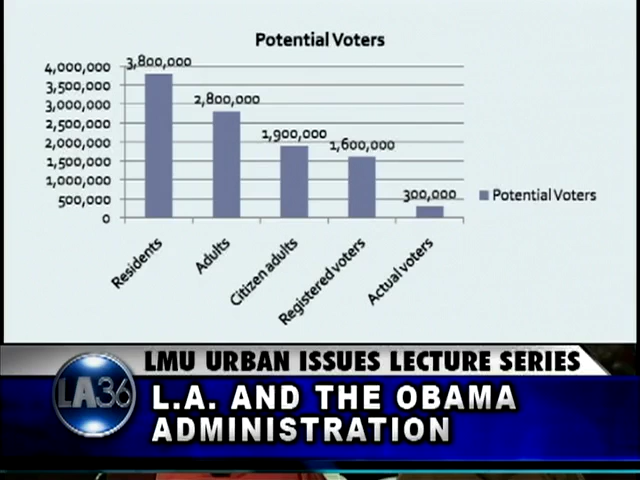 Potential Voters
4,000,000
3,500,000
3,000,000
2,500,000
2,000,000
1,500,000
1,000,000
500,000
0
3,800,000
2,800,000
1,900,000
1,600,000
300,000
Residents
Adults
Citizen adults
Registered voters
Actual voters
Potential Voters
LMU URBAN ISSUES LECTURE SERIES
LA36
L.A. AND THE OBAMA
ADMINISTRATION